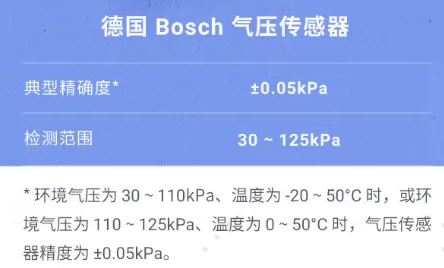 德国 Bosch 气压传感器
典型精确度* ±0.05kPa
检测范围 30 ~ 125kPa
* 环境气压为 30 ~ 110kPa、温度为 -20 ~ 50°C 时，或环
境气压为 110 ~ 125kPa、温度为 0 ~ 50°C 时，气压传感
器精度为 ±0.05kPa。